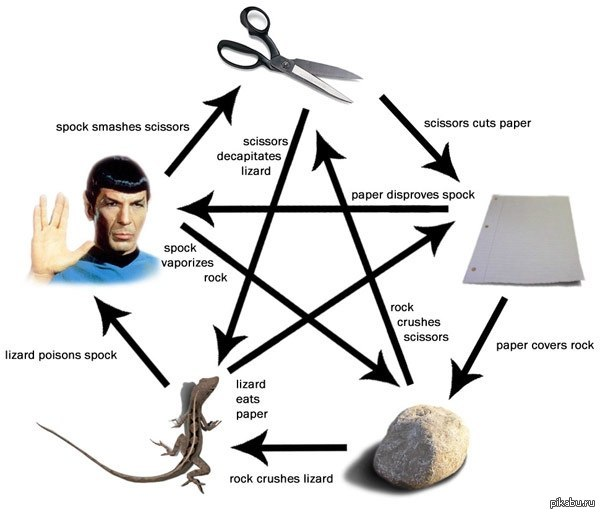 spock smashes scissors
scissors cuts paper
scissors
decapitates
lizard
paper disproves spock
spock
vaporizes
rock
rock
crushes
scissors
paper covers rock
lizard poisons spock
lizard
eats
paper
rock crushes lizard
pikabu.ru